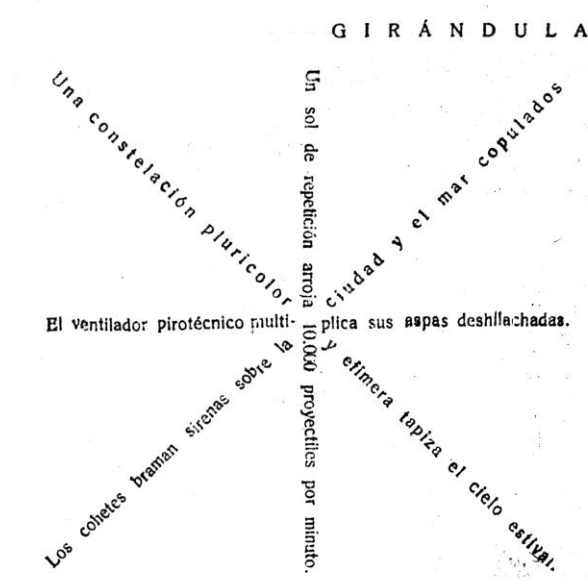 GIRÁNDULA
Una constelación pluricolor y efímera tapiza el cielo estival.
Un sol de repetición arroja 10.000 proyectiles por minuto.
Los cohetes braman sirenas sobre la ciudad y el mar copulados
El ventilador pirotécnico multi- plica sus aspas deshilachadas.